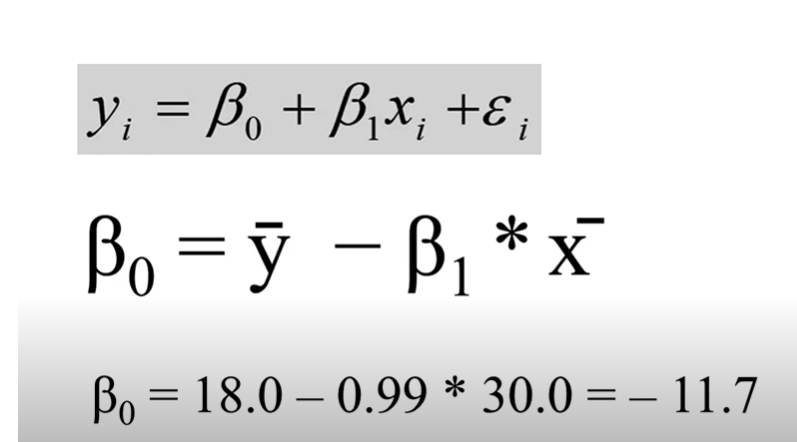 yᵢ = β₀ + β₁xᵢ +εᵢ
β₀ = ȳ – β₁ * x̄
β₀ = 18.0 – 0.99 * 30.0 = – 11.7